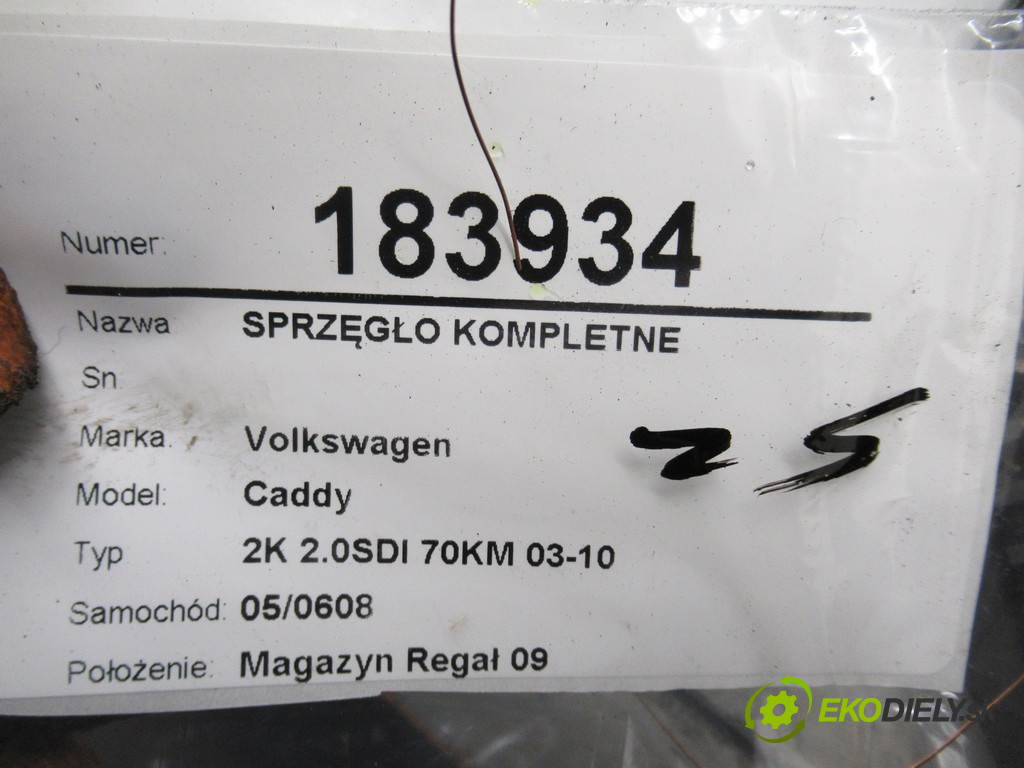 Numer: 183934
Nazwa SPRZĘGŁO KOMPLETNE
Sn
Marka Volkswagen
Model: Caddy
Typ 2K 2.0SDI 70KM 03-10
Samochód: 05/0608
Położenie: Magazyn Regał 09
EKODIELY.S